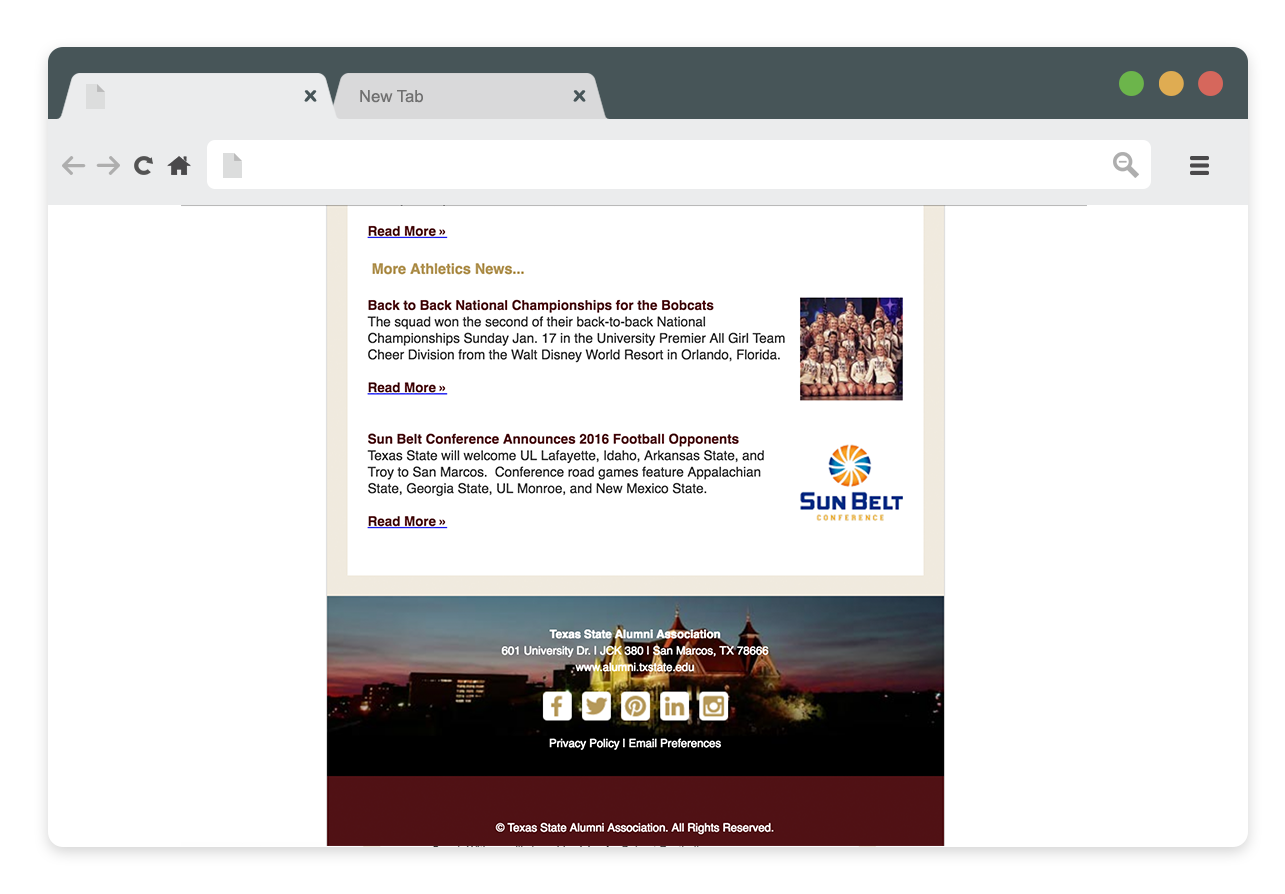 New Tab
Read More »
More Athletics News...
Back to Back National Championships for the Bobcats
The squad won the second of their back-to-back National
Championships Sunday Jan. 17 in the University Premier All Girl Team
Cheer Division from the Walt Disney World Resort in Orlando, Florida.
Read More »
Sun Belt Conference Announces 2016 Football Opponents
Texas State will welcome UL Lafayette, Idaho, Arkansas State, and
Troy to San Marcos.  Conference road games feature Appalachian
State, Georgia State, UL Monroe, and New Mexico State.
Read More »
SUN BELT
CONFERENCE
Texas State Alumni Association
601 University Dr. | JCK 380 | San Marcos, TX 78666
www.alumni.txstate.edu
Privacy Policy | Email Preferences
© Texas State Alumni Association. All Rights Reserved.